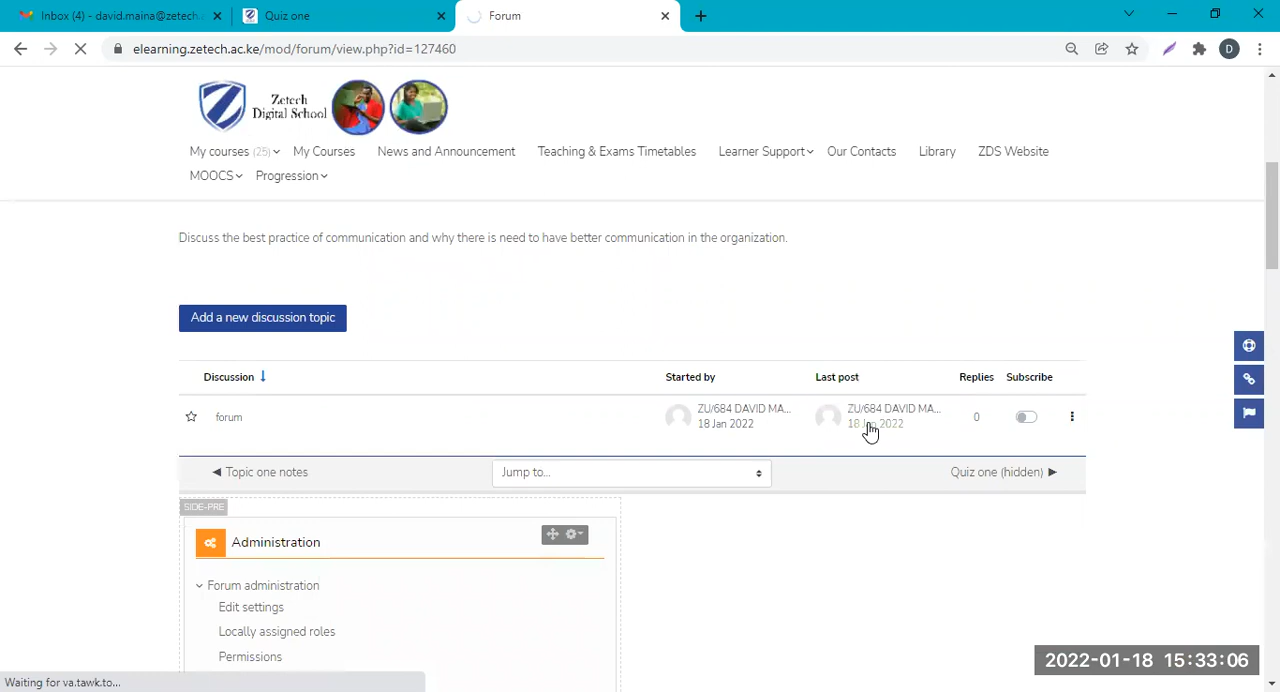 Inbox (4) - david.maina@zetech.
Quiz one
Forum
elearning.zetech.ac.ke/mod/forum/view.php?id=127460
D
Zetech
Digital School
My courses (25)
My Courses
News and Announcement
Teaching & Exams Timetables
Learner Support
Our Contacts
Library
ZDS Website
MOOCS
Progression
Discuss the best practice of communication and why there is need to have better communication in the organization.
Add a new discussion topic
Discussion
Started by
Last post
Replies
Subscribe
forum
ZU/684 DAVID MA...
18 Jan 2022
ZU/684 DAVID MA...
18 Jan 2022
0
◄ Topic one notes
Jump to...
Quiz one (hidden) ►
SIDE-PRE
Administration
Forum administration
Edit settings
Locally assigned roles
Permissions
Waiting for va.tawk.to...
2022-01-18 15:33:06